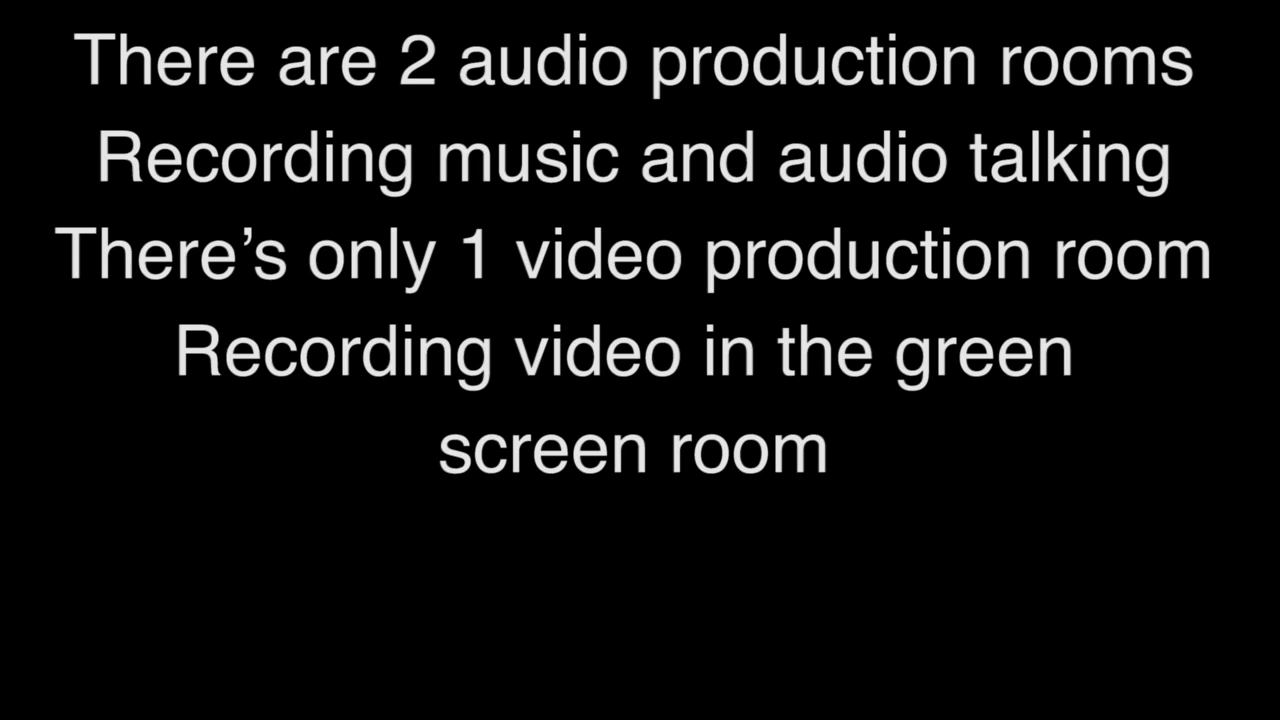 There are 2 audio production rooms
Recording music and audio talking
There’s only 1 video production room
Recording video in the green
screen room